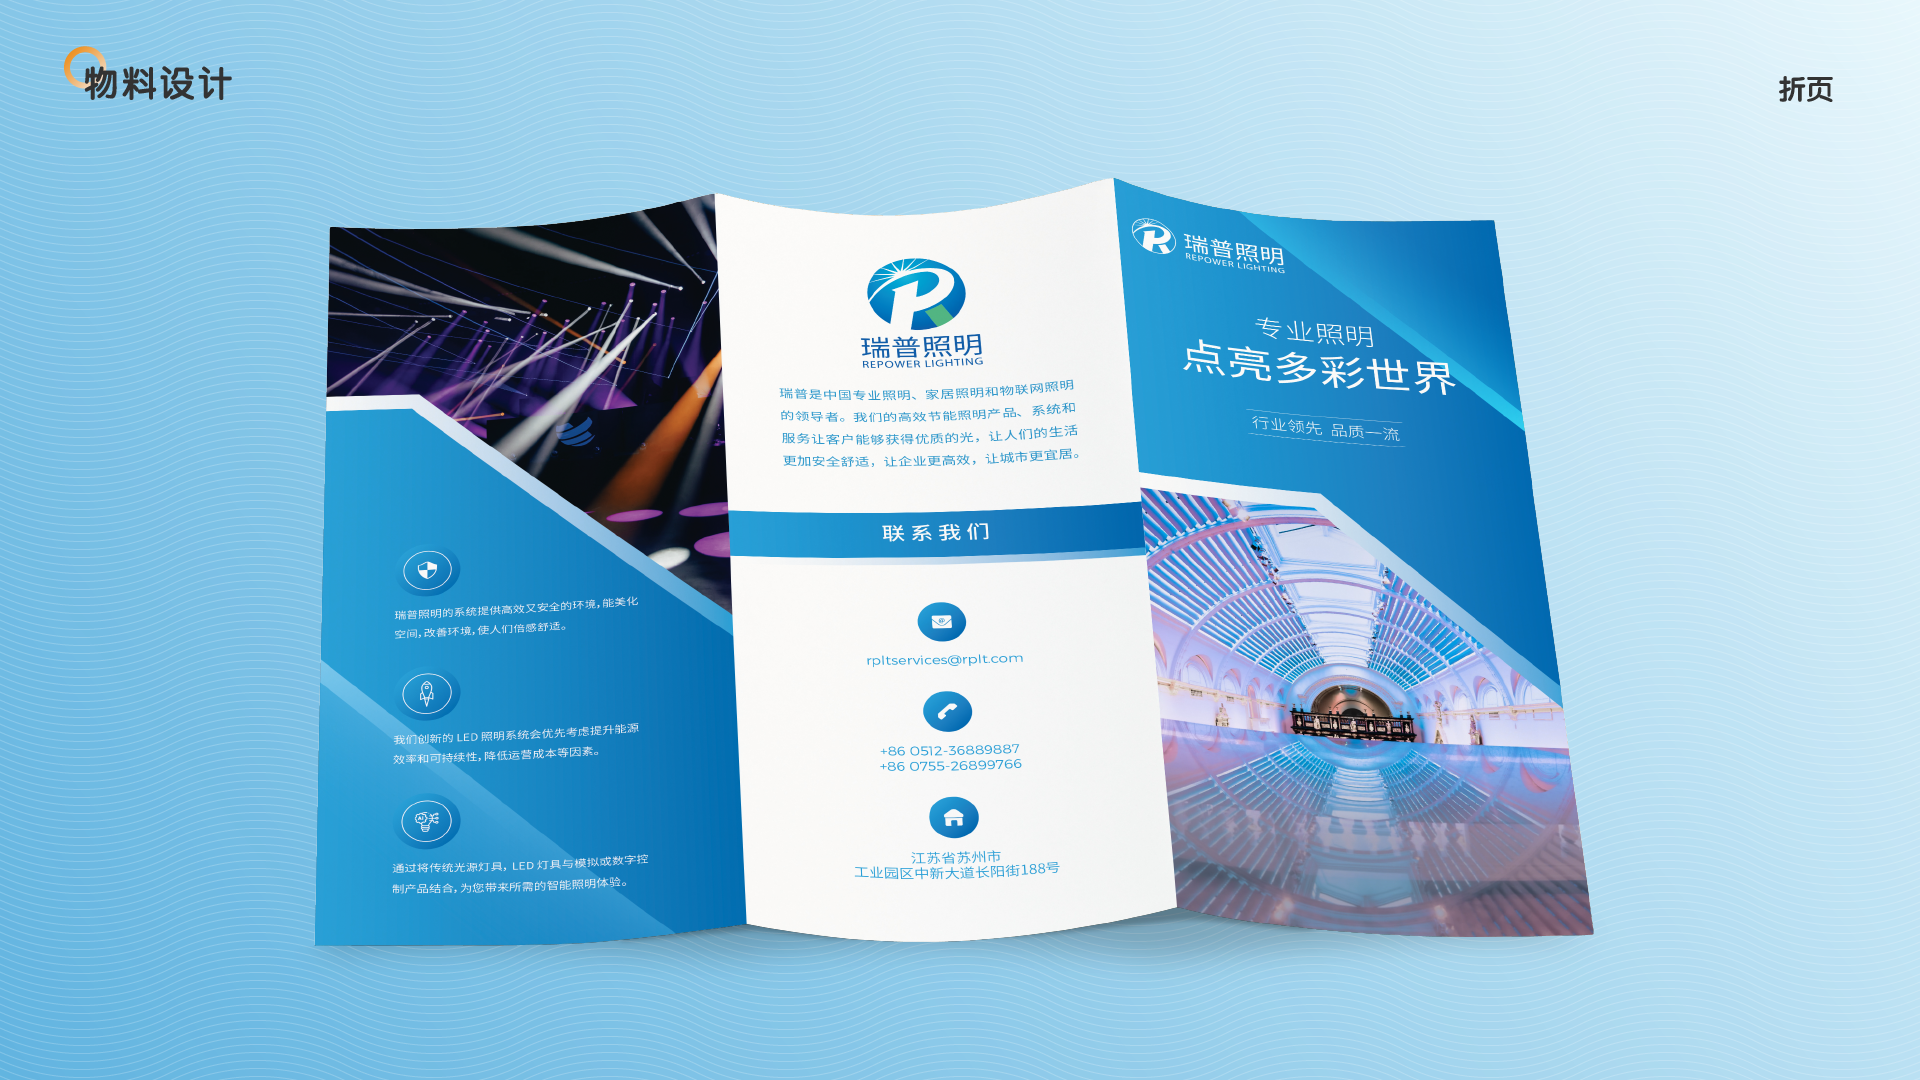 物料设计
折页
瑞普照明的系统提供高效又安全的环境,能美化
空间,改善环境,使人们倍感舒适。
我们创新的 LED 照明系统会优先考虑提升能源
效率和可持续性,降低运营成本等因素。
通过将传统光源灯具，LED 灯具与模拟或数字控
制产品结合,为您带来所需的智能照明体验。
瑞普照明
REPOWER LIGHTING
瑞普是中国专业照明、家居照明和物联网照明
的领导者。我们的高效节能照明产品、系统和
服务让客户能够获得优质的光，让人们的生活
更加安全舒适，让企业更高效，让城市更宜居。
联系我们
rpltservices@rplt.com
+86 0512-36889887
+86 0755-26899766
江苏省苏州市
工业园区中新大道长阳街188号
瑞普照明
REPOWER LIGHTING
专业照明
点亮多彩世界
行业领先 品质一流